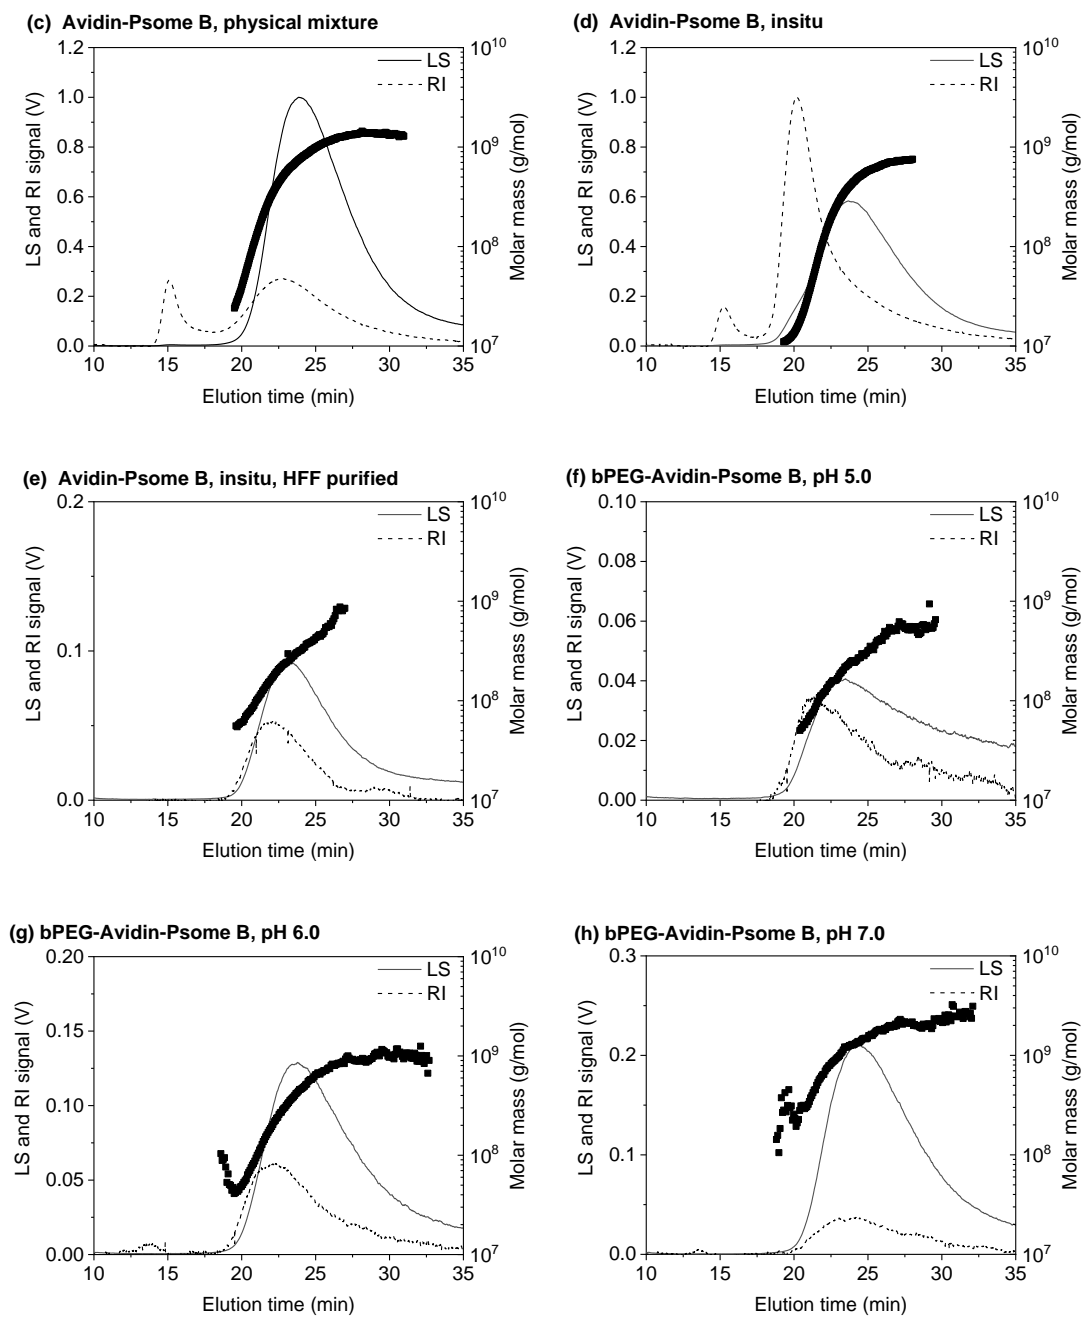 (c) Avidin-Psome B, physical mixture
1.2
1.0
0.8
0.6
0.4
0.2
0.0
LS and RI signal (V)
LS
RI
10^10
10^9
10^8
10^7
Molar mass (g/mol)
10 15 20 25 30 35
Elution time (min)
(d) Avidin-Psome B, insitu
1.2
1.0
0.8
0.6
0.4
0.2
0.0
LS and RI signal (V)
LS
RI
10^10
10^9
10^8
10^7
Molar mass (g/mol)
10 15 20 25 30 35
Elution time (min)
(e) Avidin-Psome B, insitu, HFF purified
0.2
0.1
0.0
LS and RI signal (V)
LS
RI
10^10
10^9
10^8
10^7
Molar mass (g/mol)
10 15 20 25 30 35
Elution time (min)
(f) bPEG-Avidin-Psome B, pH 5.0
0.10
0.08
0.06
0.04
0.02
0.00
LS and RI signal (V)
LS
RI
10^10
10^9
10^8
10^7
Molar mass (g/mol)
10 15 20 25 30 35
Elution time (min)
(g) bPEG-Avidin-Psome B, pH 6.0
0.20
0.15
0.10
0.05
0.00
LS and RI signal (V)
LS
RI
10^10
10^9
10^8
10^7
Molar mass (g/mol)
10 15 20 25 30 35
Elution time (min)
(h) bPEG-Avidin-Psome B, pH 7.0
0.3
0.2
0.1
0.0
LS and RI signal (V)
LS
RI
10^10
10^9
10^8
10^7
Molar mass (g/mol)
10 15 20 25 30 35
Elution time (min)